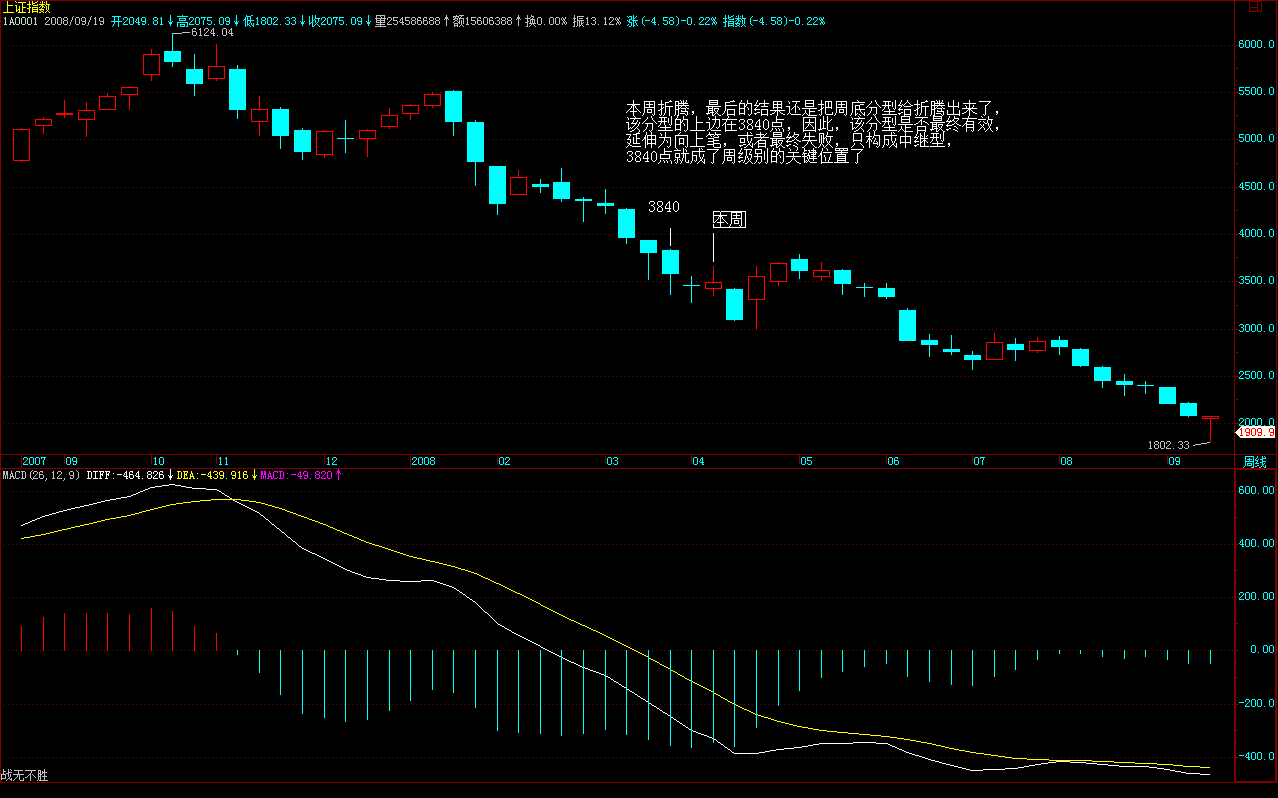 上证指数
1A0001 2008/09/19 开2049.81↓高2075.09↓低1802.33↓收2075.09↓量254586688↑额15606388↑换0.00% 振13.12% 涨(-4.58)-0.22% 指数(-4.58)-0.22%
6124.04
6000.0
5500.0
本周折腾，最后的结果还是把周底分型给折腾出来了，
该分型的上边在3840点，因此，该分型是否最终有效，
延伸为向上笔，或者最终失败，只构成中继型，
3840点就成了周级别的关键位置了
5000.0
4500.0
3840
本周
4000.0
3500.0
3000.0
2500.0
2000.0
1909.9
1802.33
2007 09 10 11 12 2008 02 03 04 05 06 07 08 09 周线
MACD(26,12,9) DIFF:-464.826↓DEA:-439.916↓MACD:-49.820↑
600.00
400.00
200.00
0.00
-200.00
-400.00
战无不胜